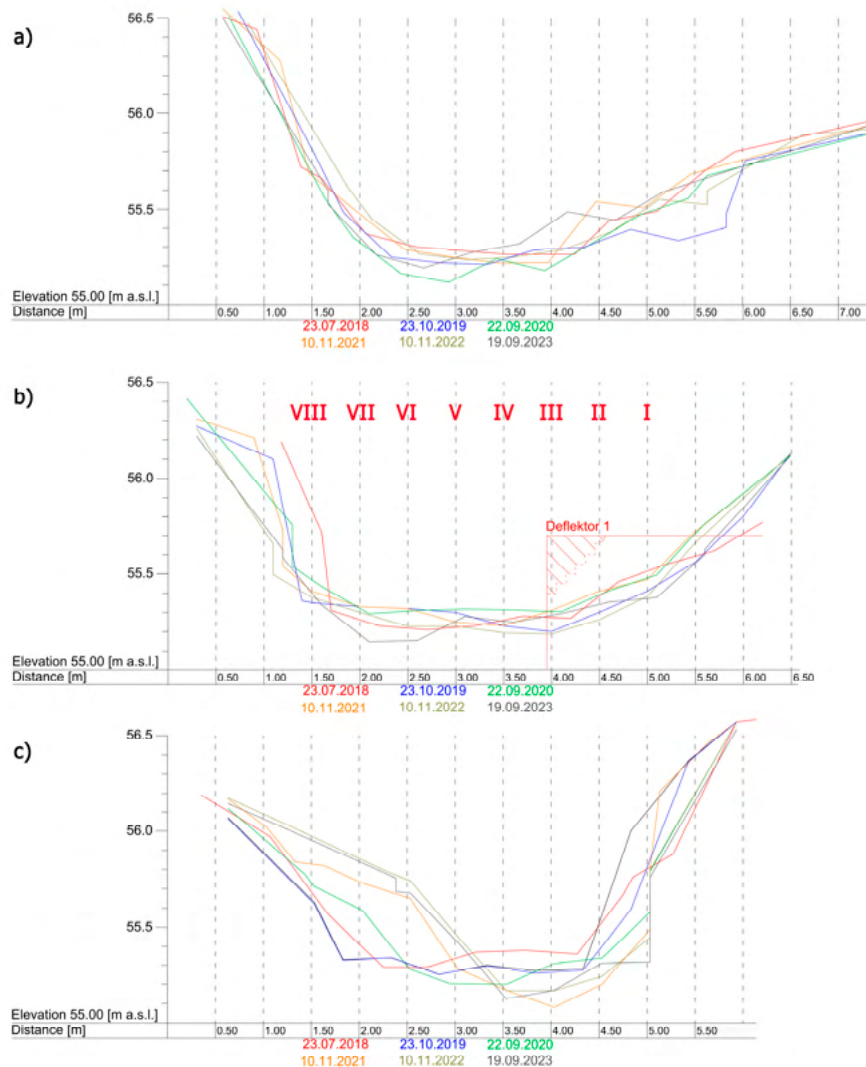 a)
56.5
56.0
55.5
Elevation 55.00 [m a.s.l.]
Distance [m] 0.50 1.00 1.50 2.00 2.50 3.00 3.50 4.00 4.50 5.00 5.50 6.00 6.50 7.00
23.07.2018 23.10.2019 22.09.2020
10.11.2021 10.11.2022 19.09.2023
b)
56.5
VIII VII VI V IV III II I
56.0
Deflektor 1
55.5
Elevation 55.00 [m a.s.l.]
Distance [m] 0.50 1.00 1.50 2.00 2.50 3.00 3.50 4.00 4.50 5.00 5.50 6.00 6.50
23.07.2018 23.10.2019 22.09.2020
10.11.2021 10.11.2022 19.09.2023
c)
56.5
56.0
55.5
Elevation 55.00 [m a.s.l.]
Distance [m] 0.50 1.00 1.50 2.00 2.50 3.00 3.50 4.00 4.50 5.00 5.50
23.07.2018 23.10.2019 22.09.2020
10.11.2021 10.11.2022 19.09.2023